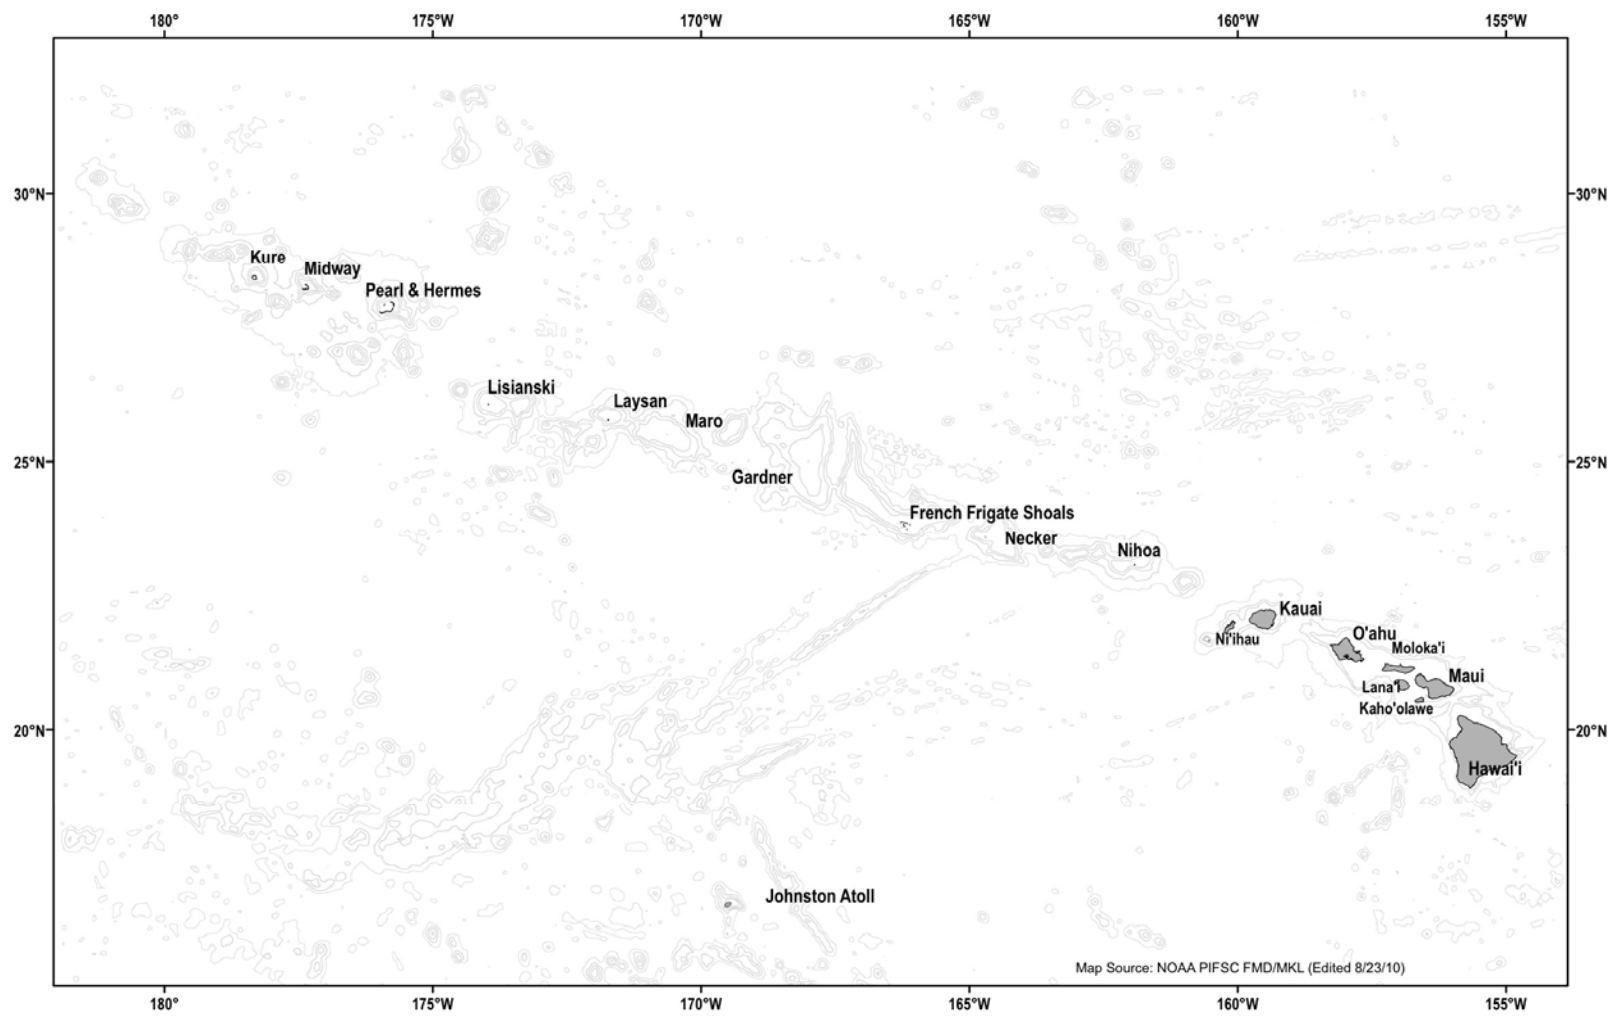 180°
175°W
170°W
165°W
160°W
155°W
30°N
30°N
Kure
Midway
Pearl & Hermes
Lisianski
Laysan
Maro
25°N
25°N
Gardner
French Frigate Shoals
Necker
Nihoa
Kauai
Ni'ihau
O'ahu
Moloka'i
Maui
Lana'i
Kaho'olawe
20°N
20°N
Hawai'i
Johnston Atoll
Map Source: NOAA PIFSC FMD/MKL (Edited 8/23/10)
180°
175°W
170°W
165°W
160°W
155°W